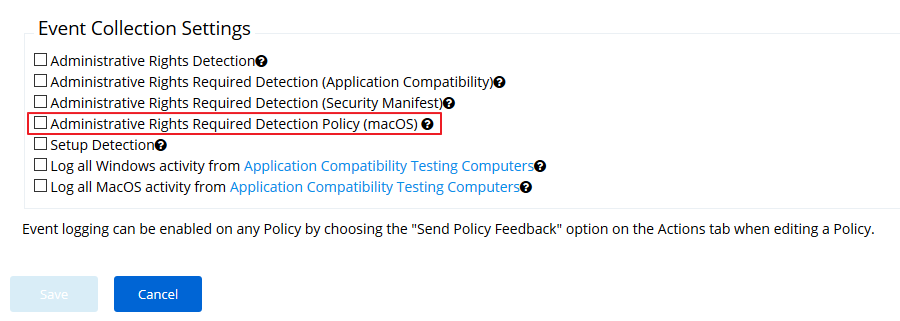 Event Collection Settings
Administrative Rights Detection
Administrative Rights Required Detection (Application Compatibility)
Administrative Rights Required Detection (Security Manifest)
Administrative Rights Required Detection Policy (macOS)
Setup Detection
Log all Windows activity from Application Compatibility Testing Computers
Log all MacOS activity from Application Compatibility Testing Computers
Event logging can be enabled on any Policy by choosing the "Send Policy Feedback" option on the Actions tab when editing a Policy.
Save Cancel